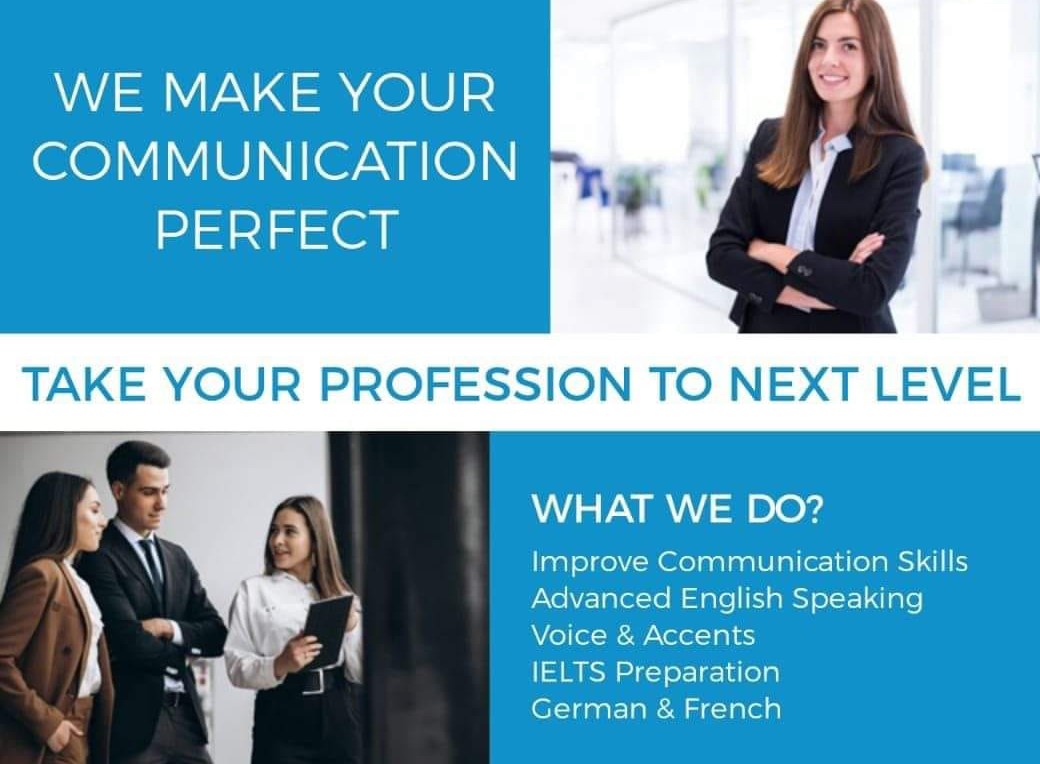 WE MAKE YOUR
COMMUNICATION
PERFECT
TAKE YOUR PROFESSION TO NEXT LEVEL
WHAT WE DO?
Improve Communication Skills
Advanced English Speaking
Voice & Accents
IELTS Preparation
German & French